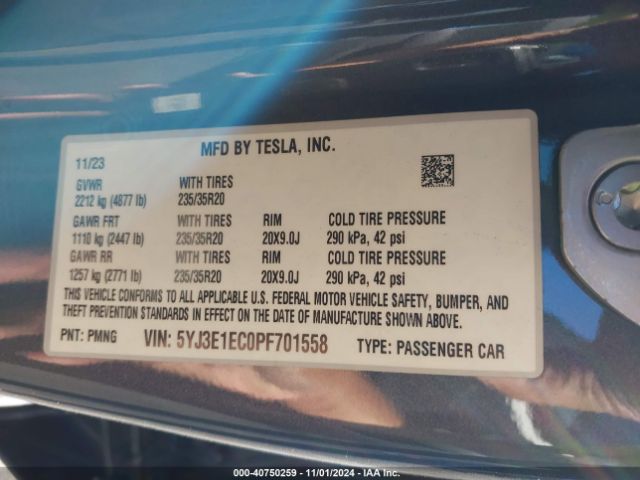 MFD BY TESLA, INC.
11/23
GVWR WITH TIRES
2212 kg (4877 lb) 235/35R20
GAWR FRT WITH TIRES RIM COLD TIRE PRESSURE
1110 kg (2447 lb) 235/35R20 20X9.0J 290 kPa, 42 psi
GAWR RR WITH TIRES RIM COLD TIRE PRESSURE
1257 kg (2771 lb) 235/35R20 20X9.0J 290 kPa, 42 psi
THIS VEHICLE CONFORMS TO ALL APPLICABLE U.S. FEDERAL MOTOR VEHICLE SAFETY, BUMPER, AND
THEFT PREVENTION STANDARDS IN EFFECT ON THE DATE OF MANUFACTURE SHOWN ABOVE.
PNT: PMNG VIN: 5YJ3E1EC0PF701558 TYPE: PASSENGER CAR
000-40750259 - 11/01/2024 - IAA Inc.